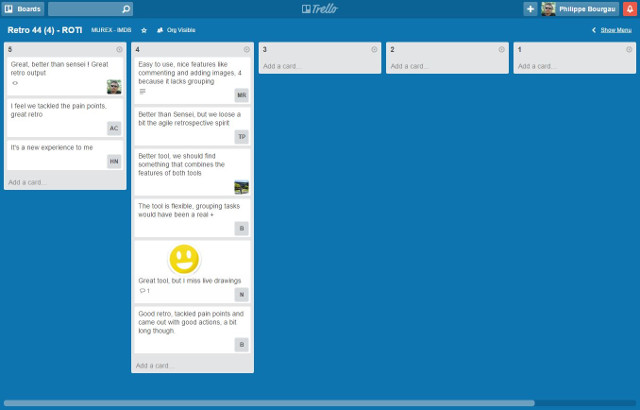 Boards
Trello
Philippe Bourgau
Retro 44 (4) - ROTI
MUREX - IMDB
Org Visible
Show Menu
5
Great, better than sensei ! Great
retro output
I feel we tackled the pain points,
great retro
AC
It's a new experience to me
HN
Add a card...
4
Easy to use, nice features like
commenting and adding images, 4
because it lacks grouping
MR
Better than Sensei, but we loose a
bit the agile retrospective spirit
TP
Better tool, we should find
something that combines the
features of both tools
The tool is flexible, grouping tasks
would have been a real +
Great tool, but I miss live drawings
1
N
Good retro, tackled pain points and
came out with good actions, a bit
long though.
Add a card...
3
Add a card...
2
Add a card...
1
Add a card...